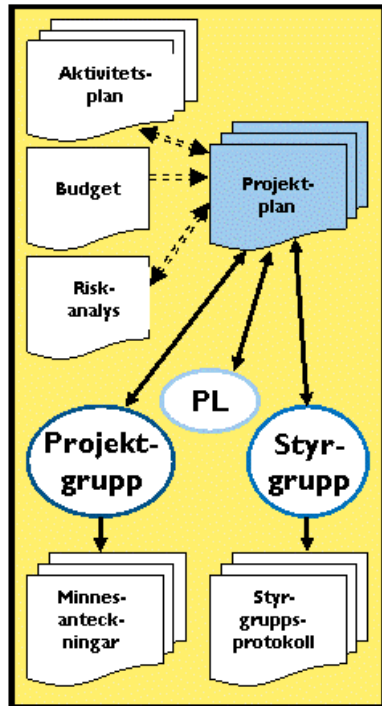 Aktivitets-
plan
Projekt-
plan
Budget
Risk-
analys
PL
Projekt-
grupp
Styr-
grupp
Minnes-
anteck-
ningar
Styr-
grupps-
protokoll